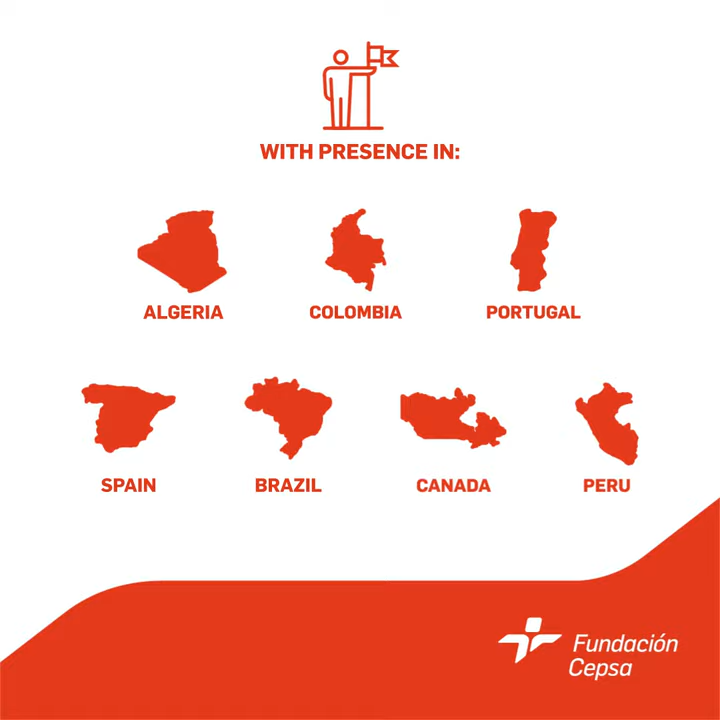 WITH PRESENCE IN:
ALGERIA
COLOMBIA
PORTUGAL
SPAIN
BRAZIL
CANADA
PERU
Fundación
Cepsa